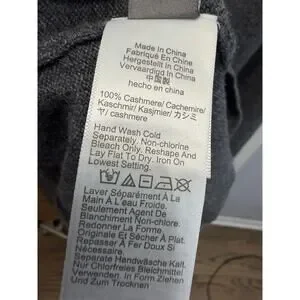 Made In China
Fabriqué En Chine
Hergestellt in China
Vervaardigd In China
中国製
hecho en china
100% Cashmere/ Cachemire/
Kaschmir/ Kasjmier/ カシミ
ヤ/ cashmere
Hand Wash Cold
Separately. Non-chlorine
Bleach Only. Reshape And
Lay Flat To Dry. Iron On
Lowest Setting.
Laver Séparément À La
Main À L'eau Froide.
Seulement Agent De
Blanchiment Non-chlore.
Redonner La Forme
Originale Et Sécher À Plat.
Repasser À Fer Doux Si
Nécessaire.
Separate Handwäsche Kalt.
Nur Chlorfreies Bleichmittel
Verwenden. In Form Ziehen
Und Zum Trocknen